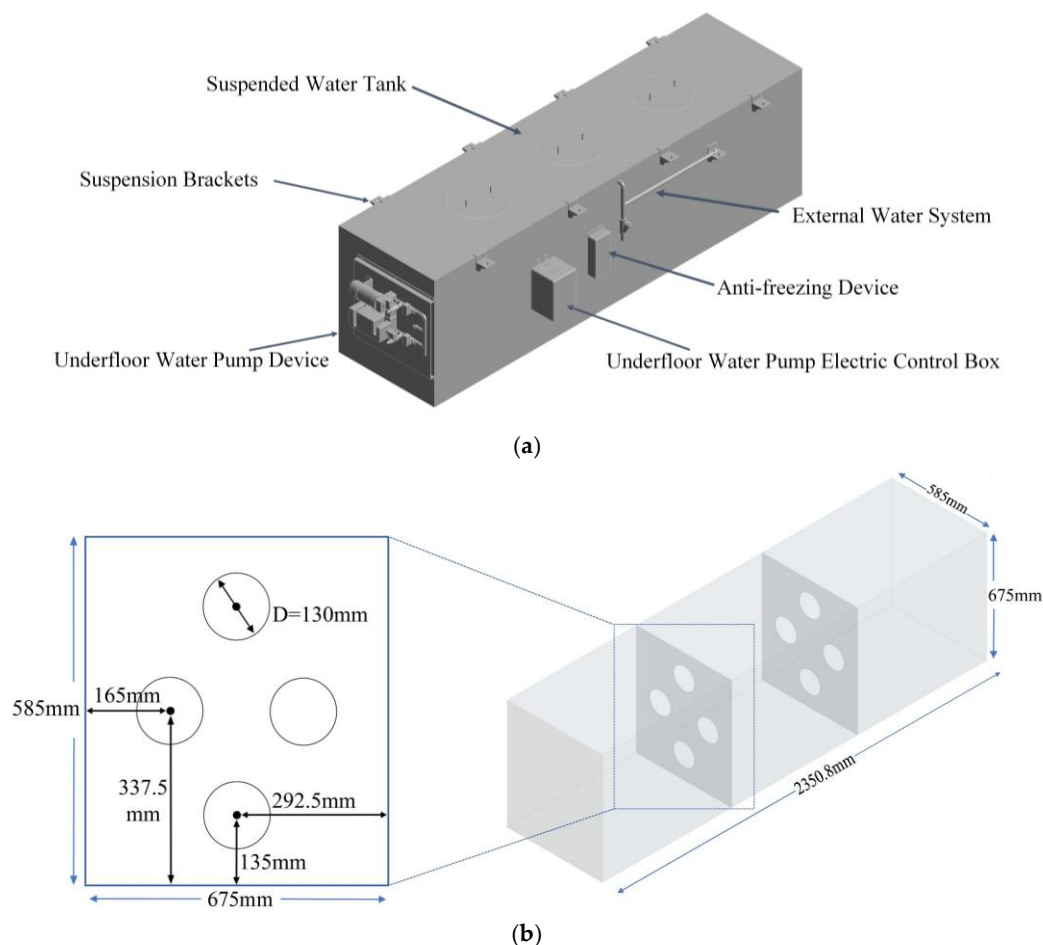 Suspended Water Tank
Suspension Brackets
External Water System
Anti-freezing Device
Underfloor Water Pump Device
Underfloor Water Pump Electric Control Box
(a)
585mm
D=130mm
675mm
165mm
585mm
337.5
mm
292.5mm
2350.8mm
135mm
675mm
(b)